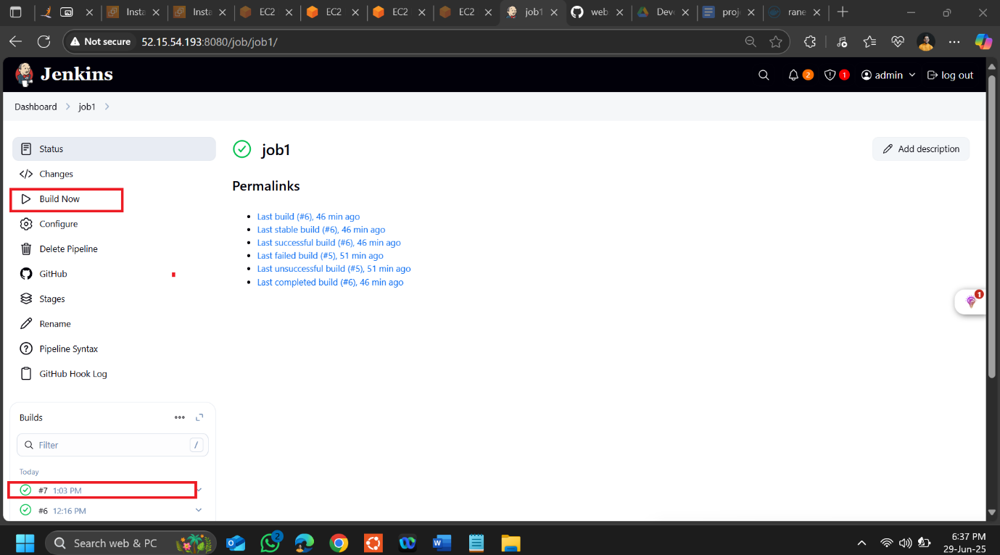 Insta
Insta
EC2
EC2
EC2
EC2
job1
web
Deve
proje
rane
Not secure 52.15.54.193:8080/job/job1/
Jenkins
2
1
admin
log out
Dashboard
job1
Status
Changes
Build Now
Configure
Delete Pipeline
GitHub
Stages
Rename
Pipeline Syntax
GitHub Hook Log
job1
Add description
Permalinks
Last build (#6), 46 min ago
Last stable build (#6), 46 min ago
Last successful build (#6), 46 min ago
Last failed build (#5), 51 min ago
Last unsuccessful build (#5), 51 min ago
Last completed build (#6), 46 min ago
1
Builds
Filter
/
Today
#7 1:03 PM
#6 12:16 PM
Search web & PC
2
6:37 PM
29-Jun-25